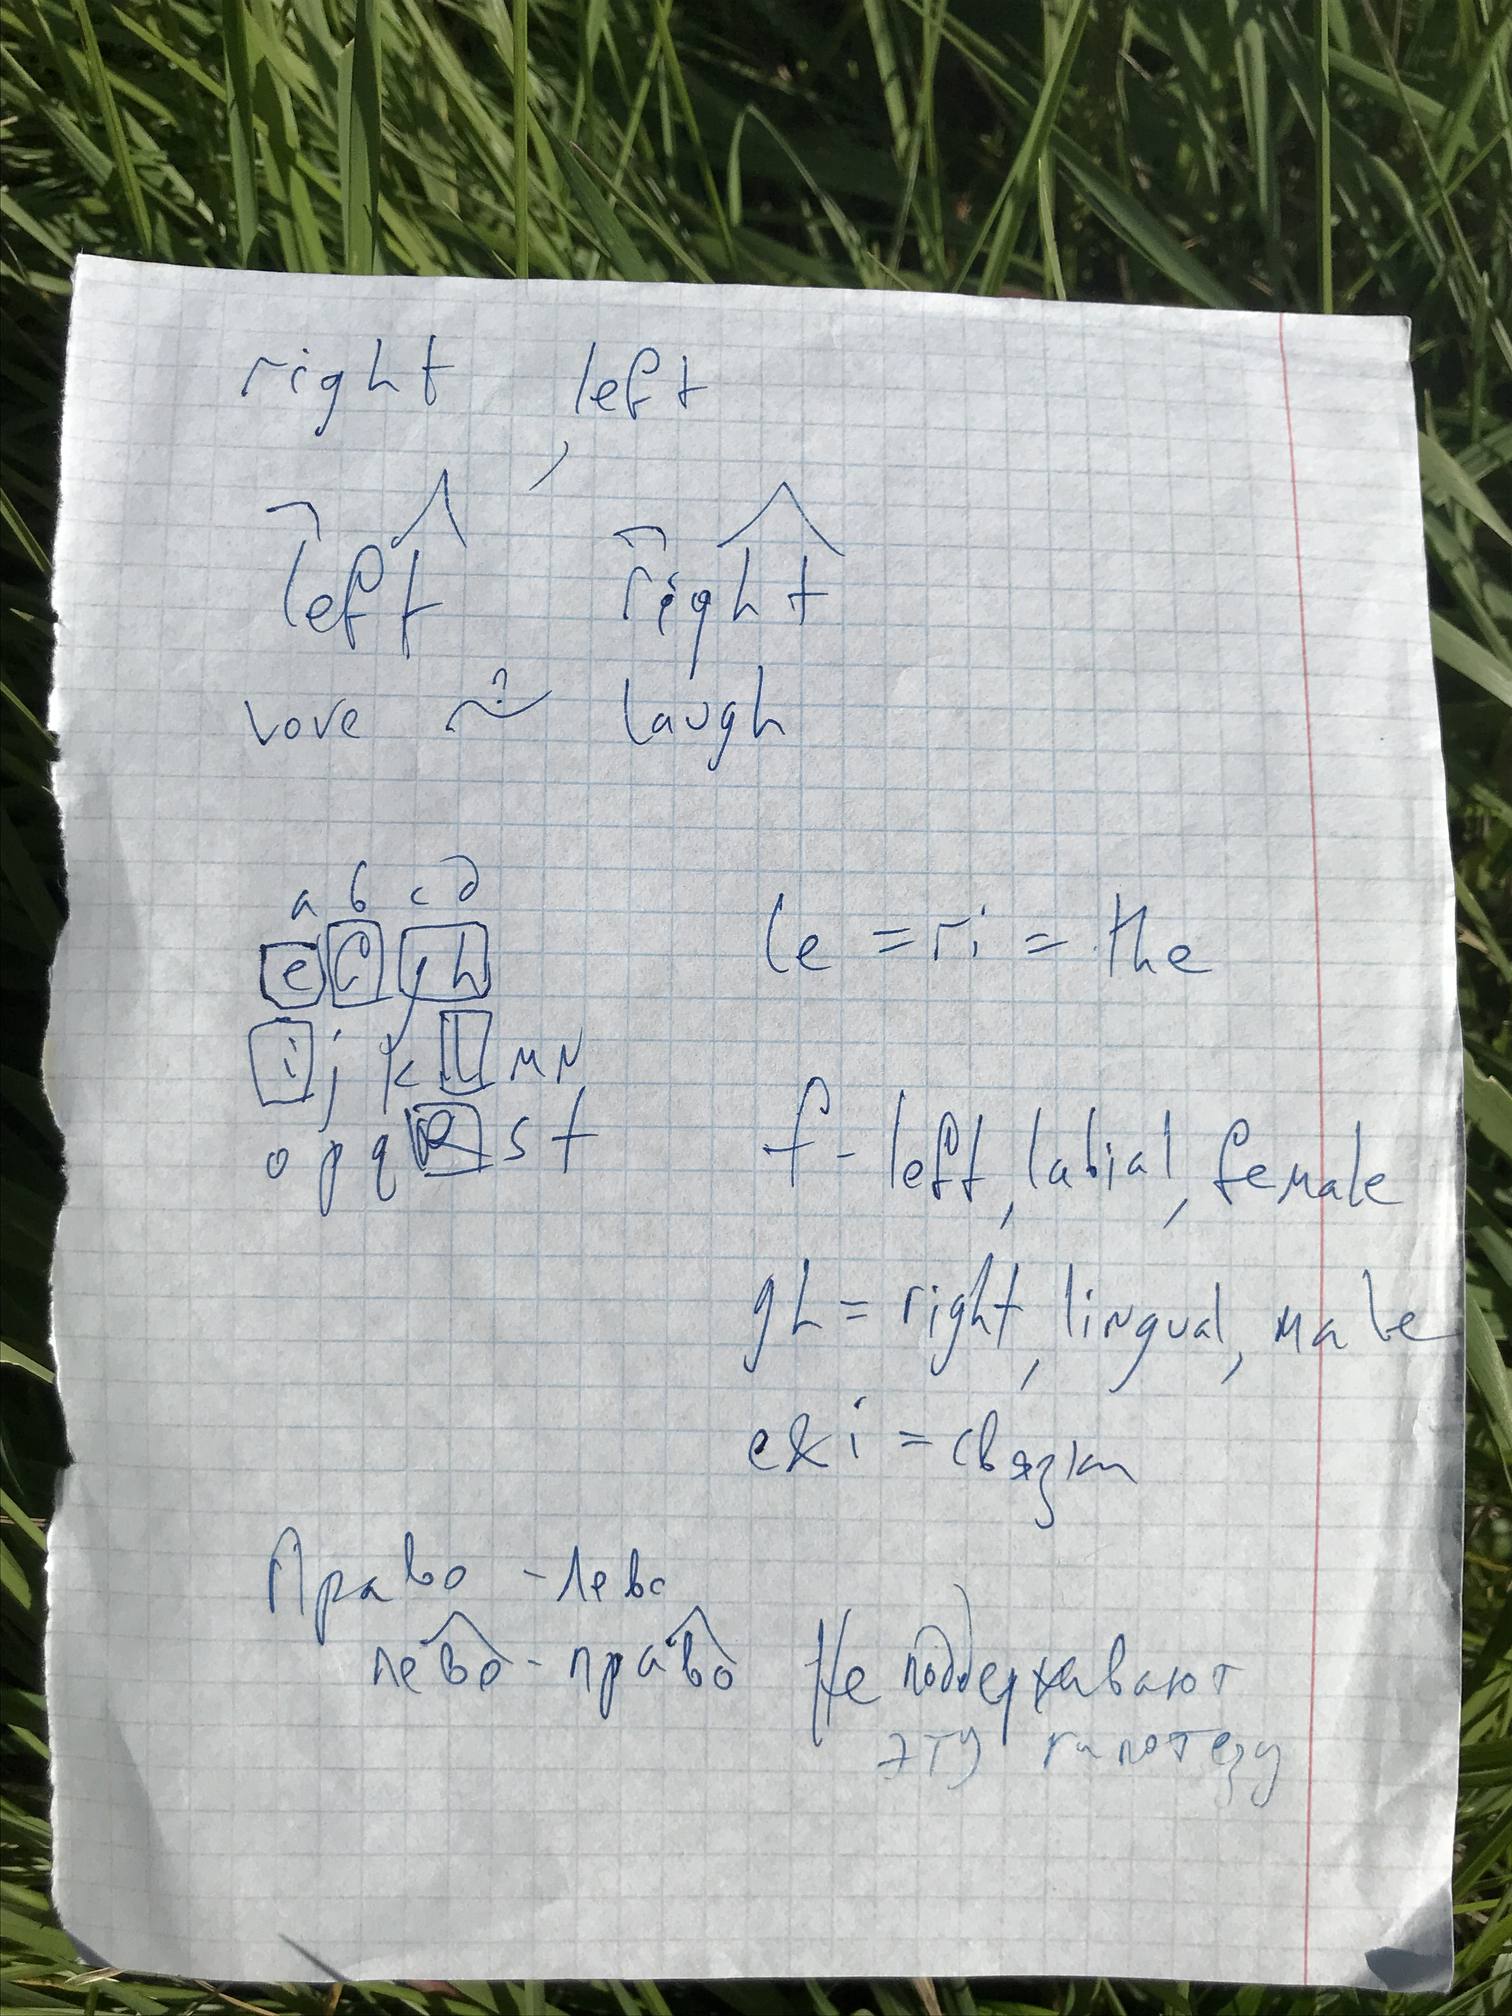 right , left
left right
love ~? laugh
a b c d
e f gh
i j k l m n
o p q r s t
le = ri = the
f - left, labial, female
gh = right, lingual, male
e & i = связки
Право - лево
лево - право Не поддерживают
эту гипотезу